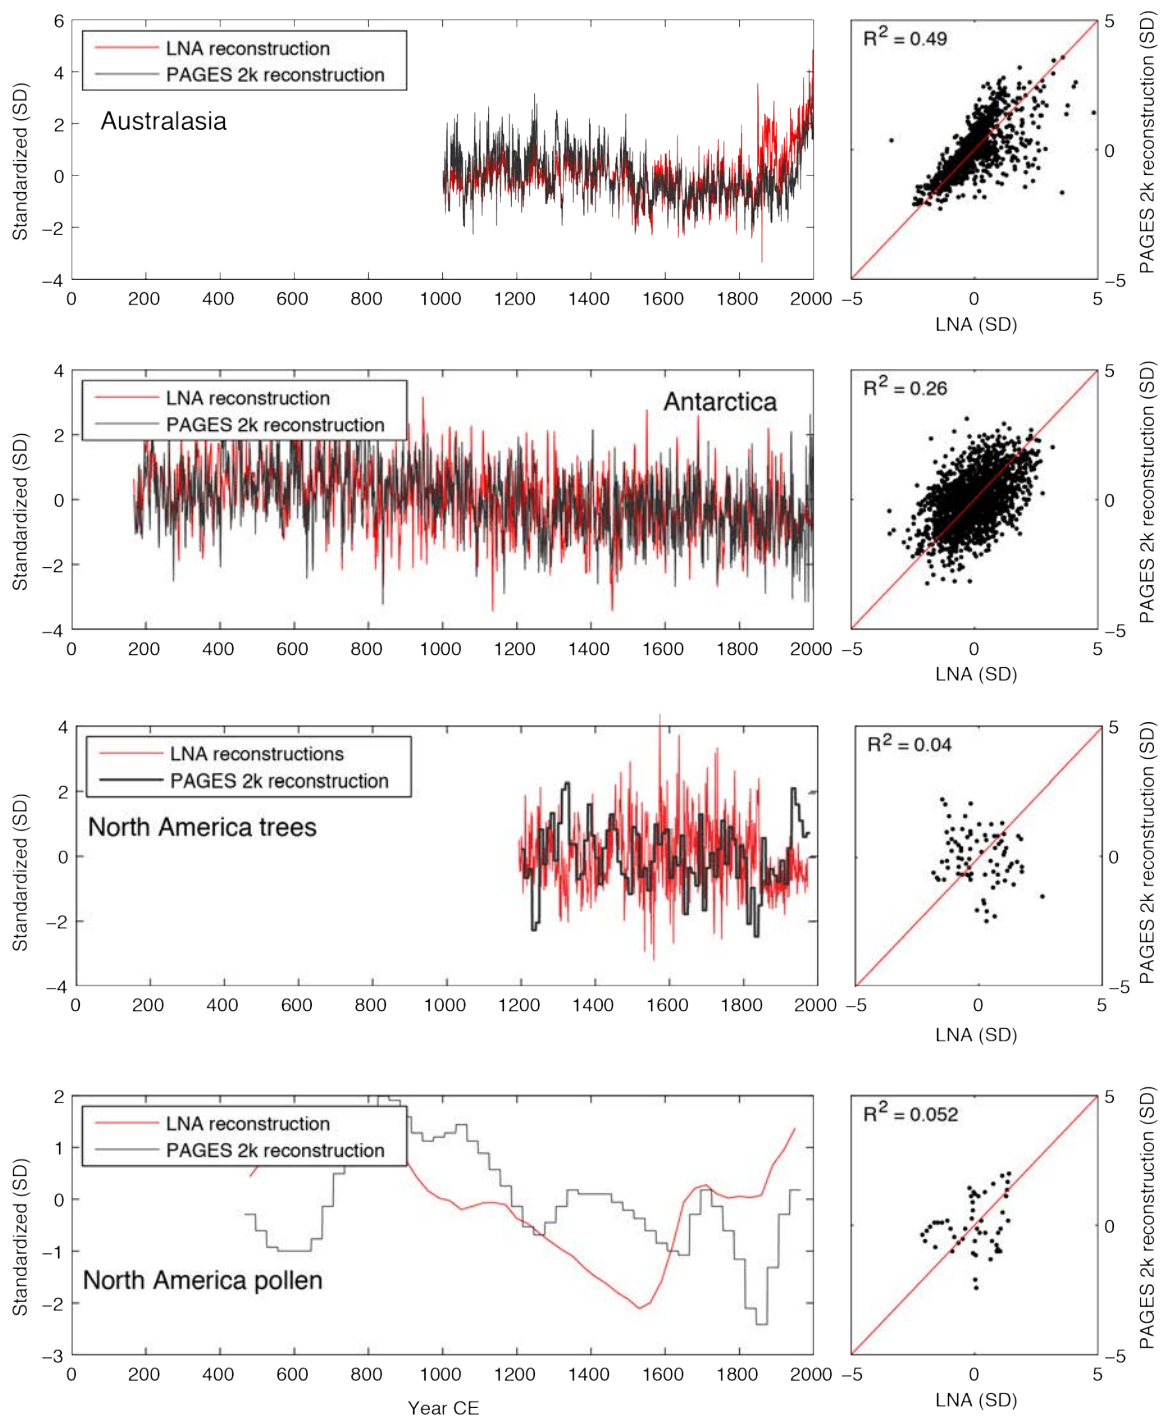 6
4
2
0
−2
−4
Standardized (SD)
LNA reconstruction
PAGES 2k reconstruction
Australasia
0 200 400 600 800 1000 1200 1400 1600 1800 2000
R² = 0.49
5
0
−5
PAGES 2k reconstruction (SD)
−5 0 5
LNA (SD)
4
2
0
−2
−4
Standardized (SD)
LNA reconstruction
PAGES 2k reconstruction
Antarctica
0 200 400 600 800 1000 1200 1400 1600 1800 2000
R² = 0.26
5
0
−5
PAGES 2k reconstruction (SD)
−5 0 5
LNA (SD)
4
2
0
−2
−4
Standardized (SD)
LNA reconstructions
PAGES 2k reconstruction
North America trees
0 200 400 600 800 1000 1200 1400 1600 1800 2000
R² = 0.04
5
0
−5
PAGES 2k reconstruction (SD)
−5 0 5
LNA (SD)
2
1
0
−1
−2
−3
Standardized (SD)
LNA reconstruction
PAGES 2k reconstruction
North America pollen
0 200 400 600 800 1000 1200 1400 1600 1800 2000
Year CE
R² = 0.052
5
0
−5
PAGES 2k reconstruction (SD)
−5 0 5
LNA (SD)